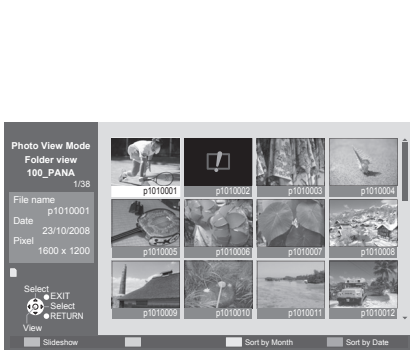 Photo View Mode
Folder view
100_PANA
1/38
File name
p1010001
Date
23/10/2008
Pixel
1600 x 1200
Select
EXIT
Select
RETURN
View
p1010001 p1010002 p1010003 p1010004
p1010005 p1010006 p1010007 p1010008
p1010009 p1010010 p1010011 p1010012
Slideshow Sort by Month Sort by Date